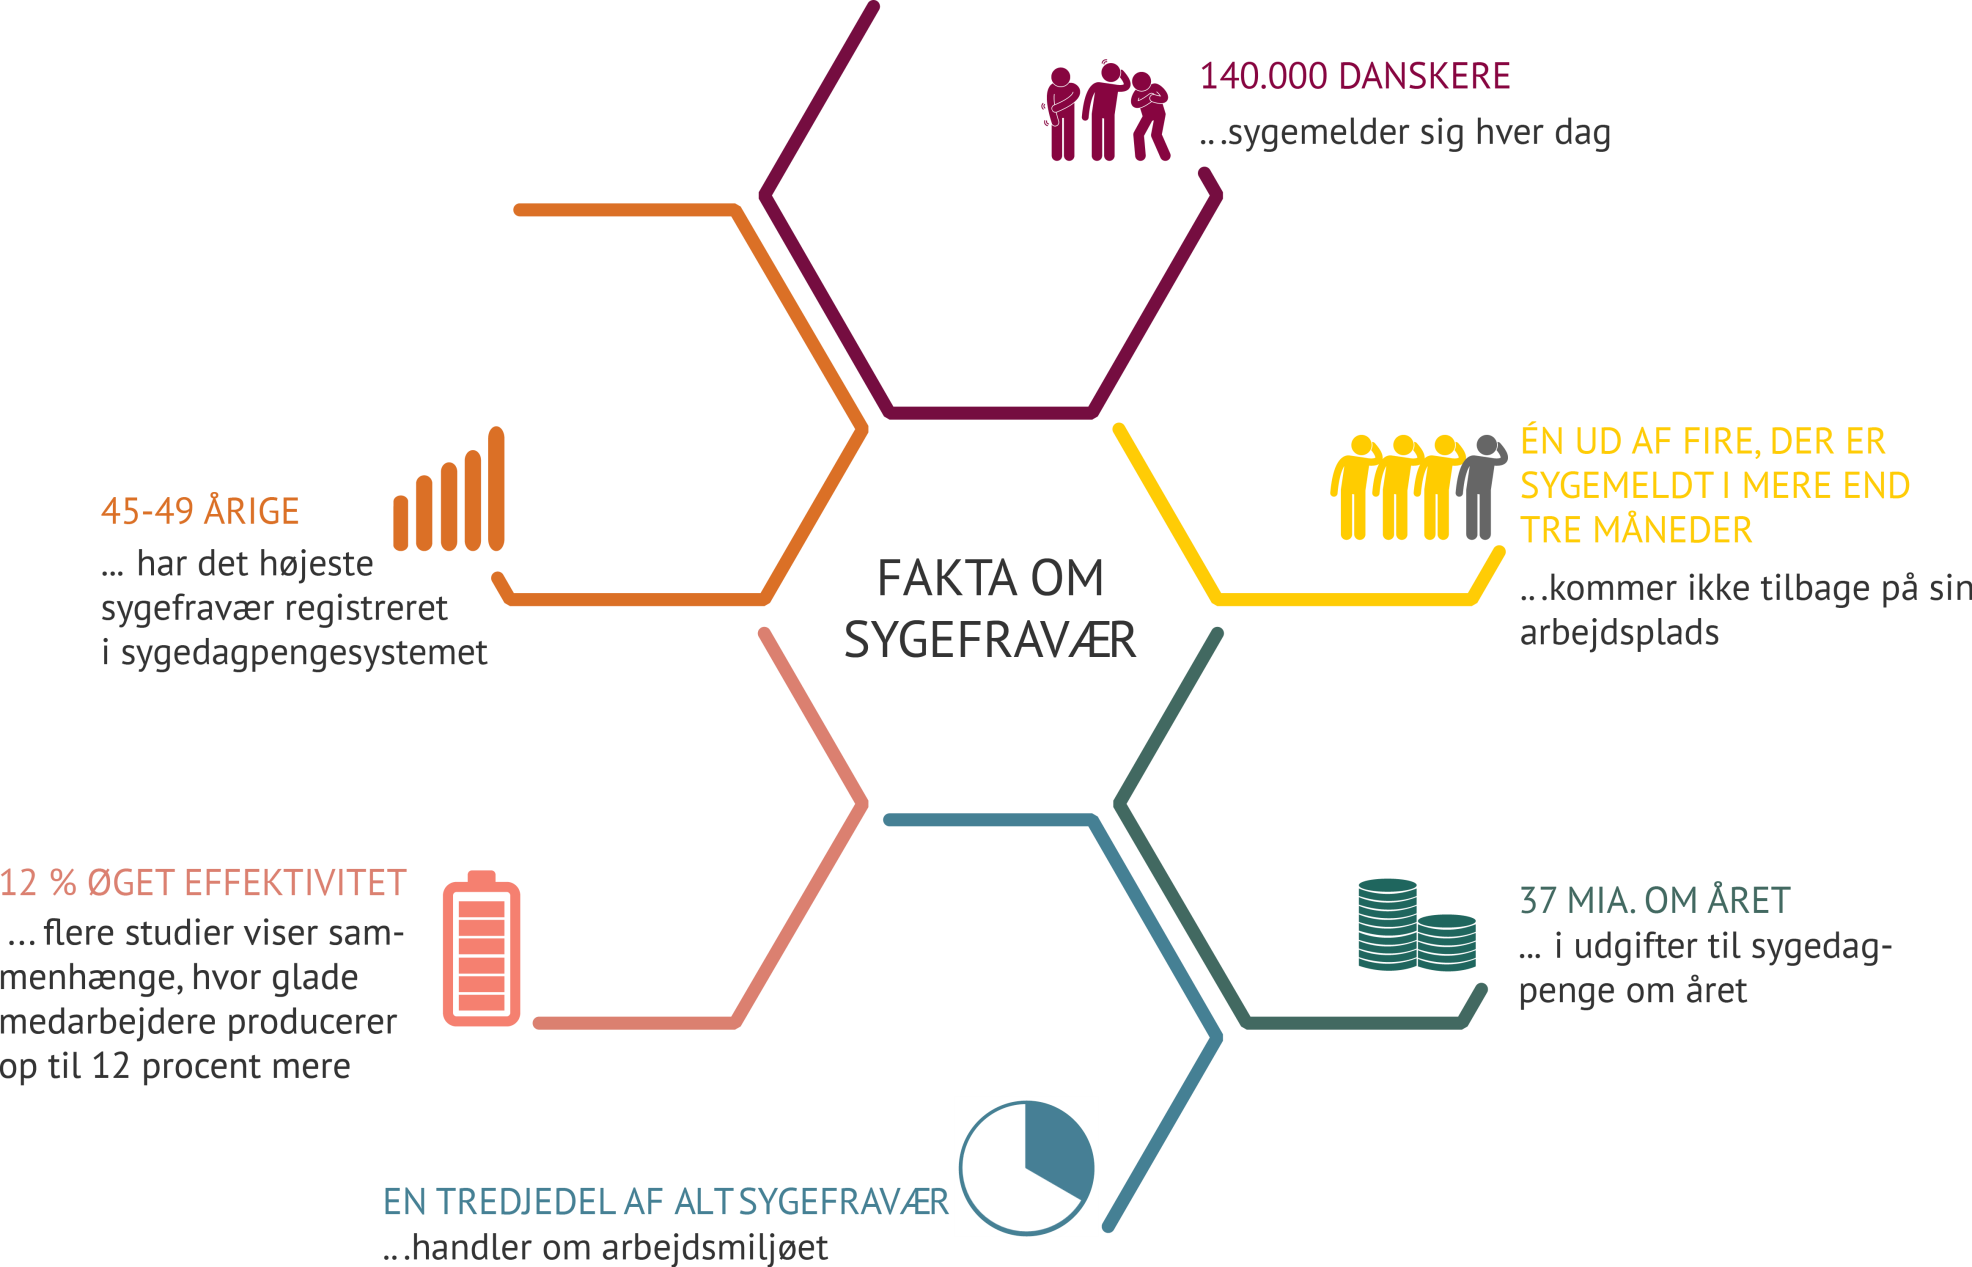 140.000 DANSKERE
...sygemelder sig hver dag
ÉN UD AF FIRE, DER ER
SYGEMELDT I MERE END
TRE MÅNEDER
...kommer ikke tilbage på sin
arbejdsplads
45-49 ÅRIGE
... har det højeste
sygefravær registreret
i sygedagpengesystemet
FAKTA OM
SYGEFRAVÆR
12 % ØGET EFFEKTIVITET
... flere studier viser sam-
menhænge, hvor glade
medarbejdere producerer
op til 12 procent mere
37 MIA. OM ÅRET
... i udgifter til sygedag-
penge om året
EN TREDJEDEL AF ALT SYGEFRAVÆR
...handler om arbejdsmiljøet